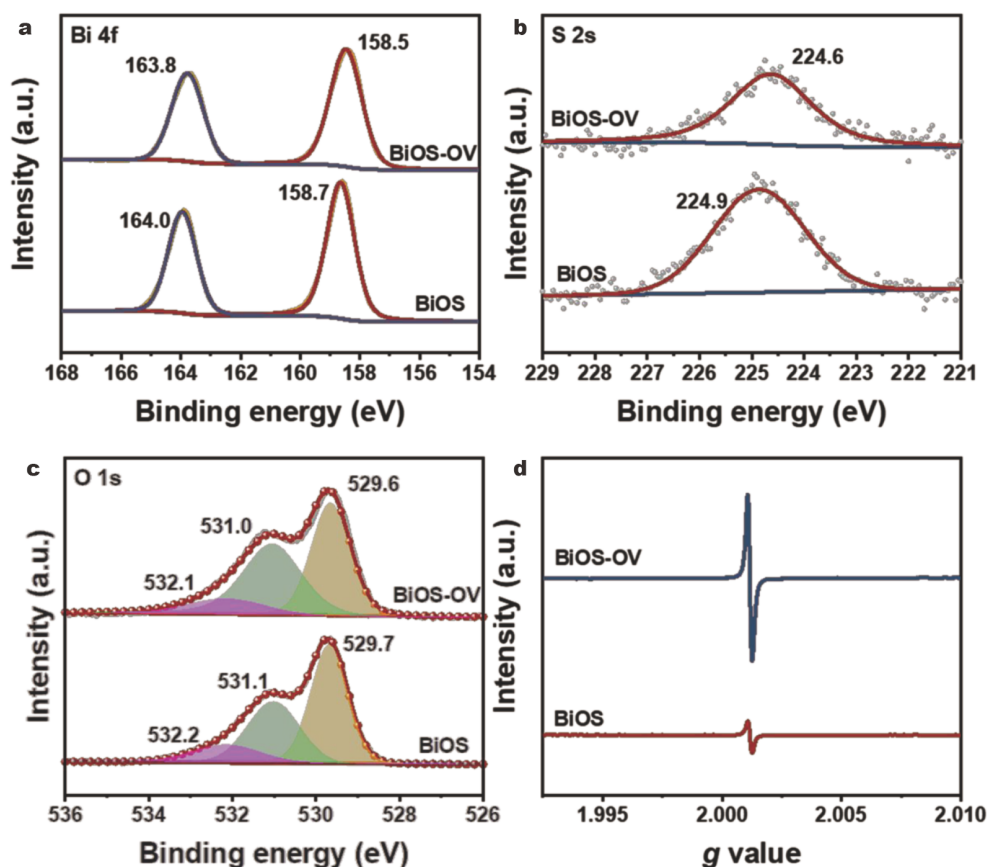 a
Bi 4f
163.8
158.5
BiOS-OV
164.0
158.7
BiOS
Intensity (a.u.)
168 166 164 162 160 158 156 154
Binding energy (eV)
b
S 2s
224.6
BiOS-OV
224.9
BiOS
Intensity (a.u.)
229 228 227 226 225 224 223 222 221
Binding energy (eV)
c
O 1s
529.6
531.0
532.1
BiOS-OV
529.7
531.1
532.2
BiOS
Intensity (a.u.)
536 534 532 530 528 526
Binding energy (eV)
d
BiOS-OV
BiOS
Intensity (a.u.)
1.995 2.000 2.005 2.010
g value